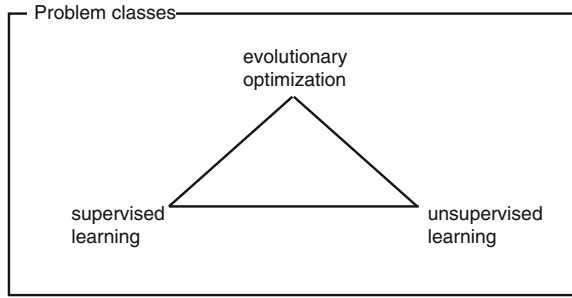 Problem classes
evolutionary
optimization
supervised
learning
unsupervised
learning